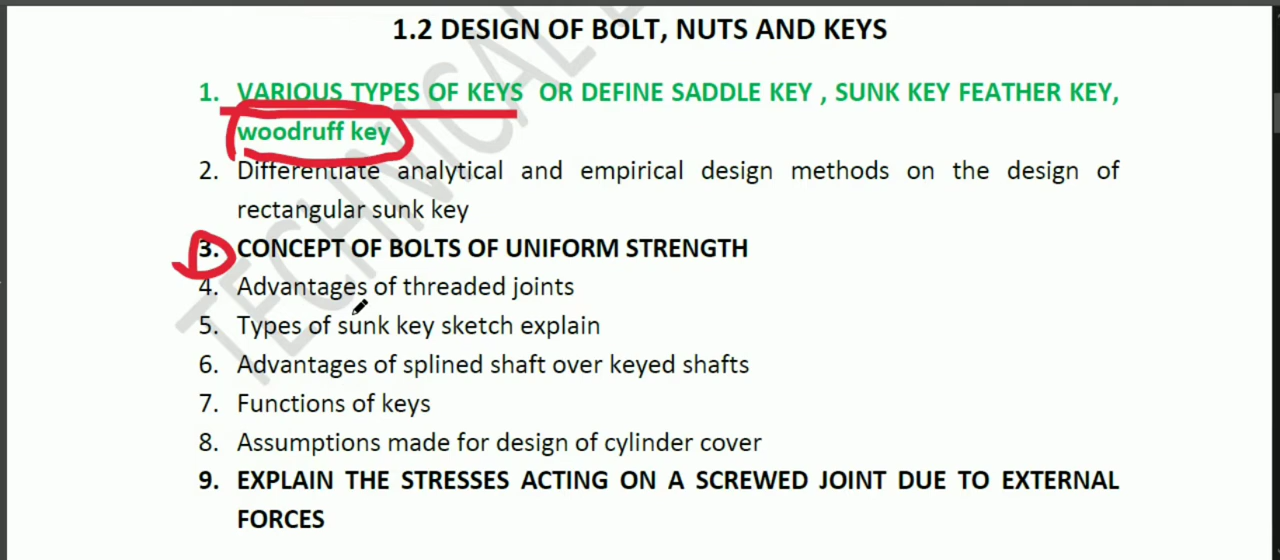 1.2 DESIGN OF BOLT, NUTS AND KEYS
1. VARIOUS TYPES OF KEYS OR DEFINE SADDLE KEY , SUNK KEY FEATHER KEY,
woodruff key
2. Differentiate analytical and empirical design methods on the design of
rectangular sunk key
3. CONCEPT OF BOLTS OF UNIFORM STRENGTH
4. Advantages of threaded joints
5. Types of sunk key sketch explain
6. Advantages of splined shaft over keyed shafts
7. Functions of keys
8. Assumptions made for design of cylinder cover
9. EXPLAIN THE STRESSES ACTING ON A SCREWED JOINT DUE TO EXTERNAL
FORCES
TECHNICAL